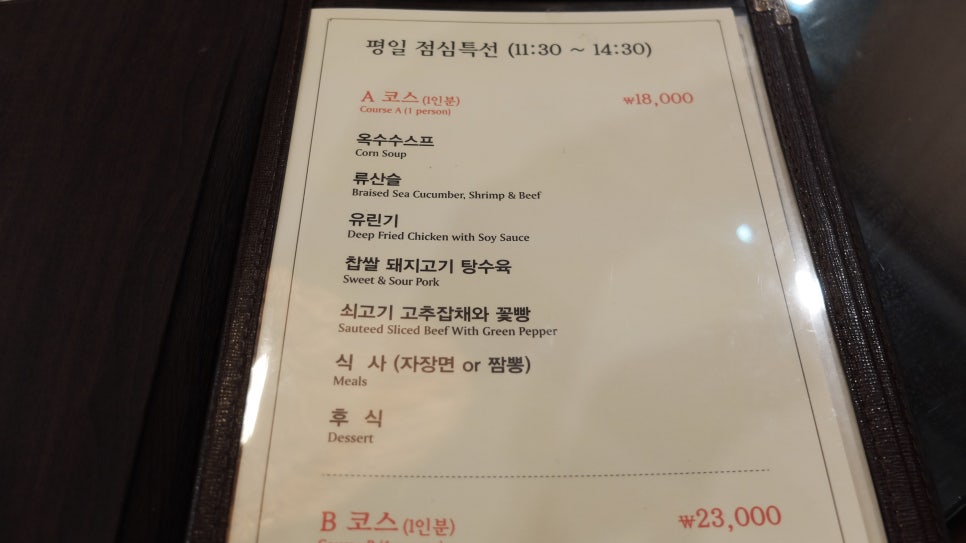 평일 점심특선 (11:30 ~ 14:30)
A 코스 (1인분) ₩18,000
Course A (1 person)
옥수수스프
Corn Soup
류산슬
Braised Sea Cucumber, Shrimp & Beef
유린기
Deep Fried Chicken with Soy Sauce
찹쌀 돼지고기 탕수육
Sweet & Sour Pork
쇠고기 고추잡채와 꽃빵
Sauteed Sliced Beef With Green Pepper
식 사 (자장면 or 짬뽕)
Meals
후 식
Dessert
B 코스 (1인분) ₩23,000